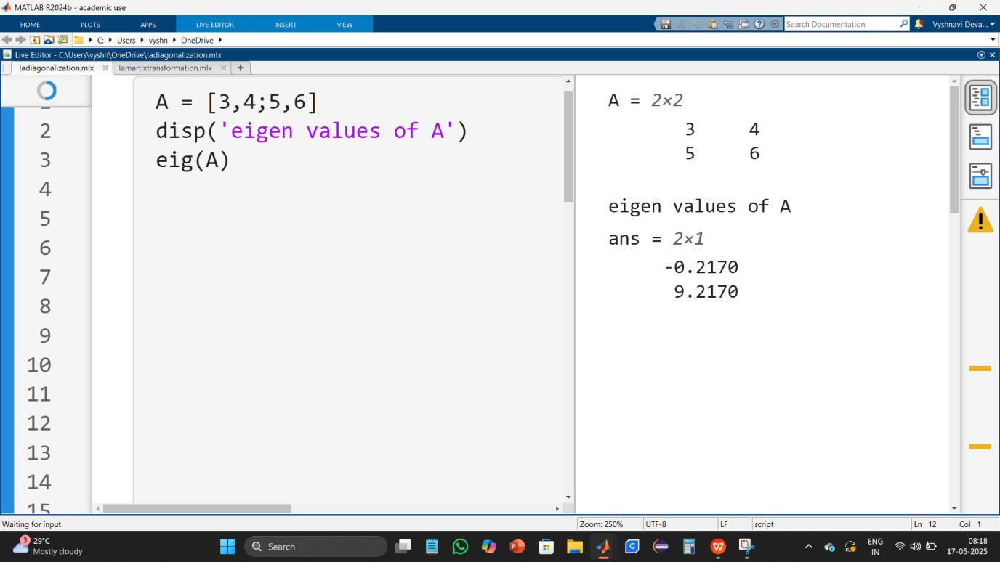 MATLAB R2024b - academic use
HOME PLOTS APPS LIVE EDITOR INSERT VIEW
Search Documentation
Vyshnavi Deva...
C: Users vyshn OneDrive
Live Editor - C:\Users\vyshn\OneDrive\ladiagonalization.mlx
ladiagonalization.mlx
lamartixtransformation.mlx
A = [3,4;5,6]
2 disp('eigen values of A')
3 eig(A)
4
5
6
7
8
9
10
11
12
13
14
15
A = 2×2
3 4
5 6
eigen values of A
ans = 2×1
-0.2170
9.2170
Waiting for input
Zoom: 250% UTF-8 LF script Ln 12 Col 1
3
29°C
Mostly cloudy
Search
ENG
IN
08:18
17-05-2025